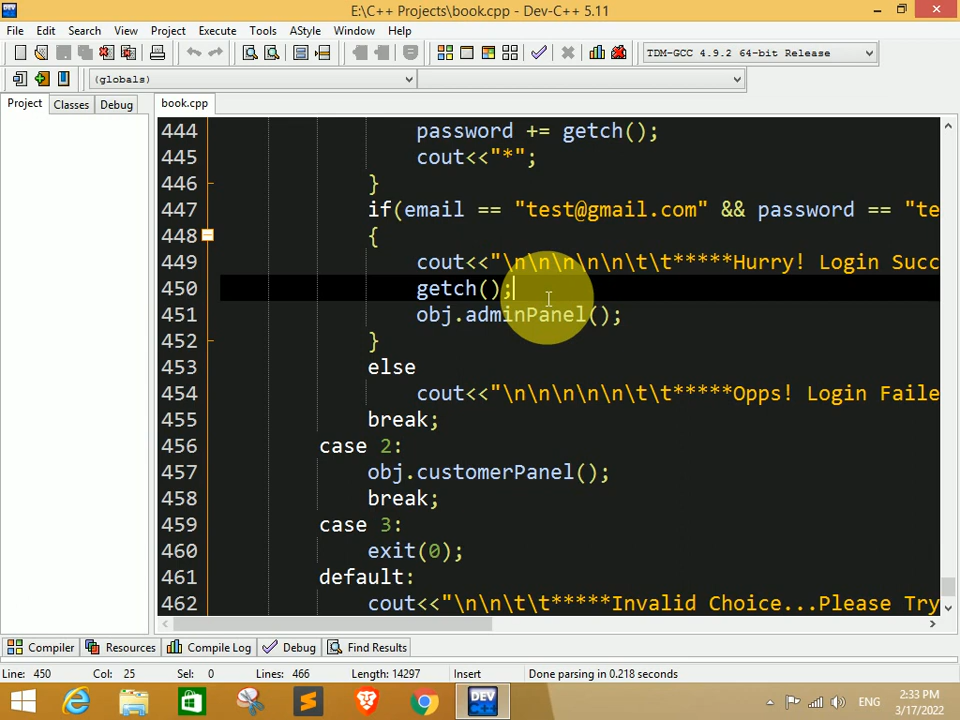 E:\C++ Projects\book.cpp - Dev-C++ 5.11
File Edit Search View Project Execute Tools AStyle Window Help
TDM-GCC 4.9.2 64-bit Release
(globals)
Project Classes Debug book.cpp
444 password += getch();
445 cout<<"*";
446 }
447 if(email == "test@gmail.com" && password == "te
448 {
449 cout<<"\n\n\n\n\n\t\t*****Hurry! Login Succ
450 getch();
451 obj.adminPanel();
452 }
453 else
454 cout<<"\n\n\n\n\n\t\t*****Opps! Login Faile
455 break;
456 case 2:
457 obj.customerPanel();
458 break;
459 case 3:
460 exit(0);
461 default:
462 cout<<"\n\n\t\t*****Invalid Choice...Please Try
Compiler Resources Compile Log Debug Find Results
Line: 450 Col: 25 Sel: 0 Lines: 466 Length: 14297 Insert Done parsing in 0.218 seconds
DEV C++
ENG
2:33 PM
3/17/2022